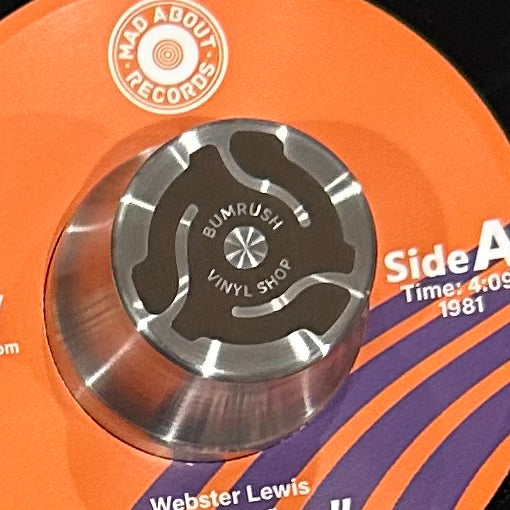 MAD ABOUT
RECORDS
BUMRUSH
VINYL SHOP
Side A
Time: 4:09
1981
Webster Lewis